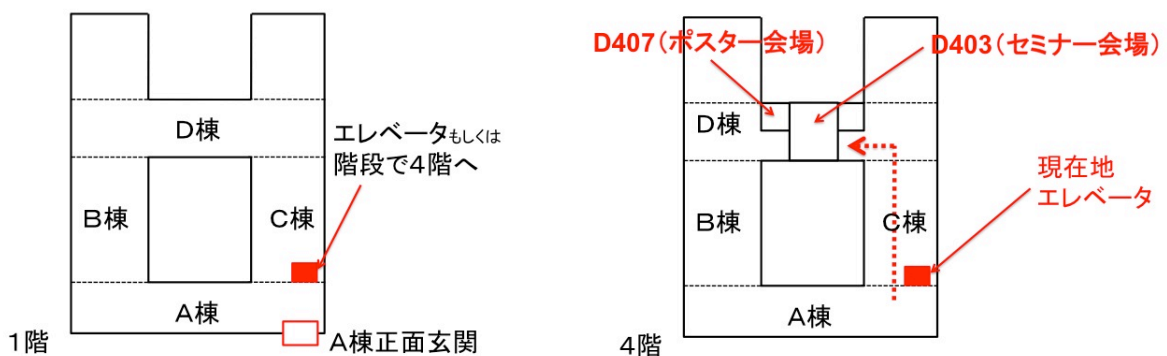 D棟
エレベータもしくは
階段で4階へ
B棟
C棟
A棟
1階
A棟正面玄関
D407(ポスター会場)
D403(セミナー会場)
D棟
現在地
エレベータ
B棟
C棟
A棟
4階